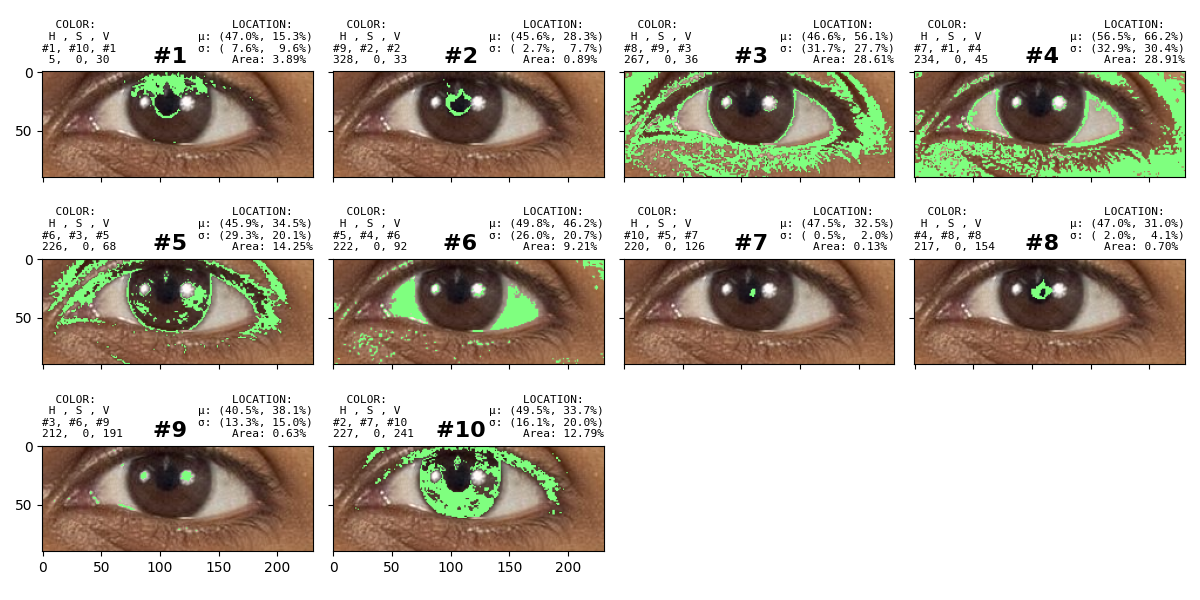 COLOR: LOCATION:
H , S , V μ: (47.0%, 15.3%)
#1, #10, #1 #1 σ: ( 7.6%, 9.6%)
5, 0, 30 Area: 3.89%
COLOR: LOCATION:
H , S , V μ: (45.6%, 28.3%)
#9, #2, #2 #2 σ: ( 2.7%, 7.7%)
328, 0, 33 Area: 0.89%
COLOR: LOCATION:
H , S , V μ: (46.6%, 56.1%)
#8, #9, #3 #3 σ: (31.7%, 27.7%)
267, 0, 36 Area: 28.61%
COLOR: LOCATION:
H , S , V μ: (56.5%, 66.2%)
#7, #1, #4 #4 σ: (32.9%, 30.4%)
234, 0, 45 Area: 28.91%
0
50
COLOR: LOCATION:
H , S , V μ: (45.9%, 34.5%)
#6, #3, #5 #5 σ: (29.3%, 20.1%)
226, 0, 68 Area: 14.25%
COLOR: LOCATION:
H , S , V μ: (49.8%, 46.2%)
#5, #4, #6 #6 σ: (26.0%, 20.7%)
222, 0, 92 Area: 9.21%
COLOR: LOCATION:
H , S , V μ: (47.5%, 32.5%)
#10, #5, #7 #7 σ: ( 0.5%, 2.0%)
220, 0, 126 Area: 0.13%
COLOR: LOCATION:
H , S , V μ: (47.0%, 31.0%)
#4, #8, #8 #8 σ: ( 2.0%, 4.1%)
217, 0, 154 Area: 0.70%
0
50
COLOR: LOCATION:
H , S , V μ: (40.5%, 38.1%)
#3, #6, #9 #9 σ: (13.3%, 15.0%)
212, 0, 191 Area: 0.63%
COLOR: LOCATION:
H , S , V μ: (49.5%, 33.7%)
#2, #7, #10 #10 σ: (16.1%, 20.0%)
227, 0, 241 Area: 12.79%
0
50
0 50 100 150 200
0 50 100 150 200